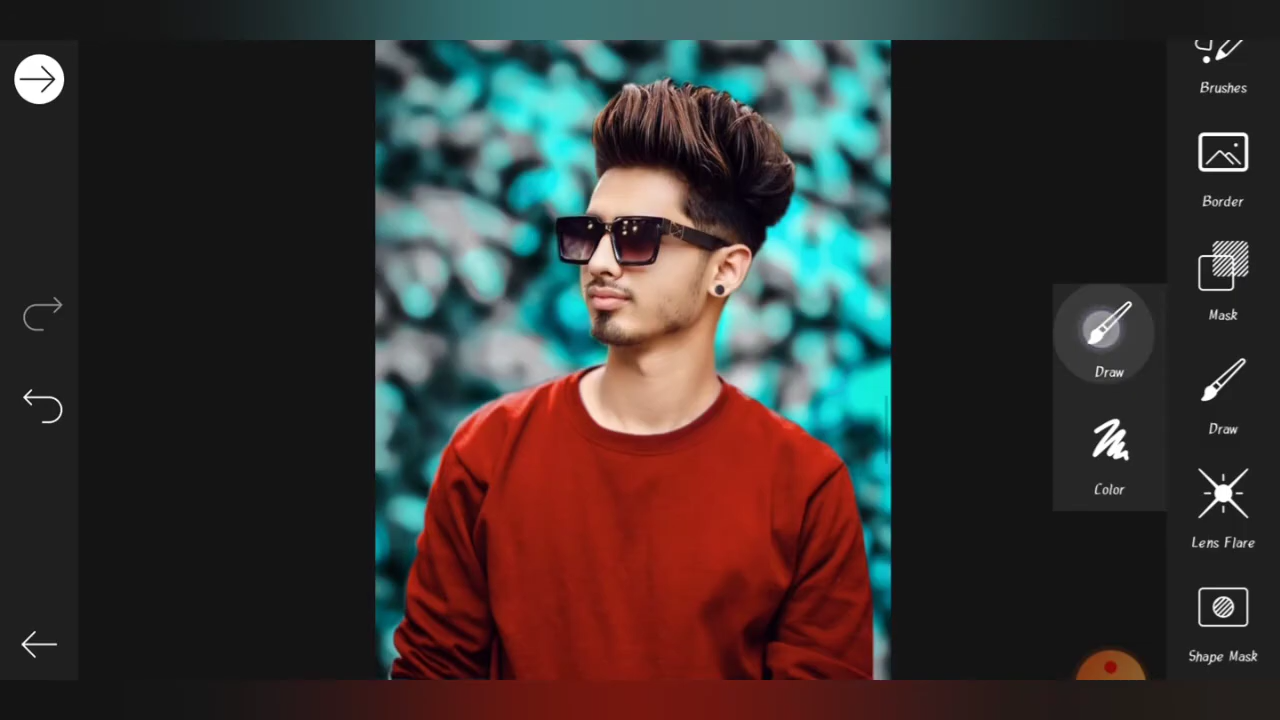 Brushes
Border
Mask
Draw
Draw
Color
Lens Flare
Shape Mask